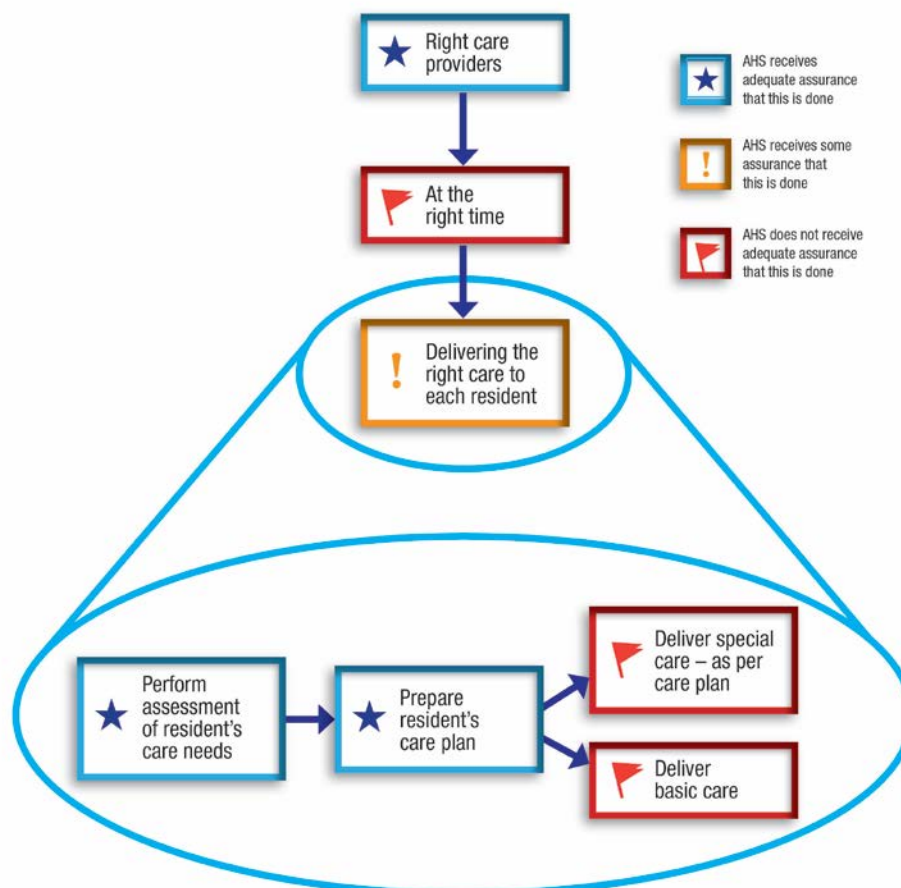 Right care
providers
AHS receives
adequate assurance
that this is done
AHS receives some
assurance that
this is done
At the
right time
AHS does not receive
adequate assurance
that this is done
!
Delivering the
right care to
each resident
Perform
assessment
of resident's
care needs
Prepare
resident's
care plan
Deliver special
care – as per
care plan
Deliver
basic care